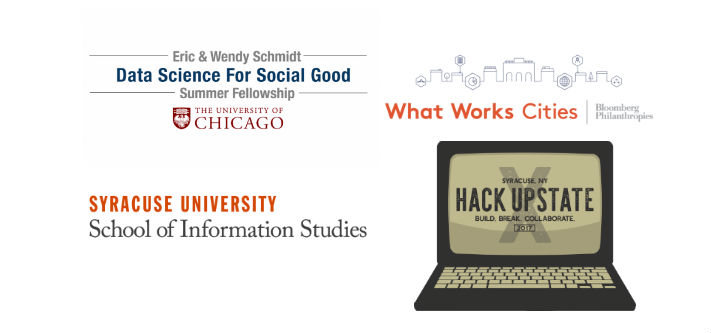 Eric & Wendy Schmidt
Data Science For Social Good
Summer Fellowship
THE UNIVERSITY OF
CHICAGO
What Works Cities
Bloomberg
Philanthropies
SYRACUSE UNIVERSITY
School of Information Studies
SYRACUSE, NY
X
HACK UPSTATE
BUILD. BREAK. COLLABORATE.
2017